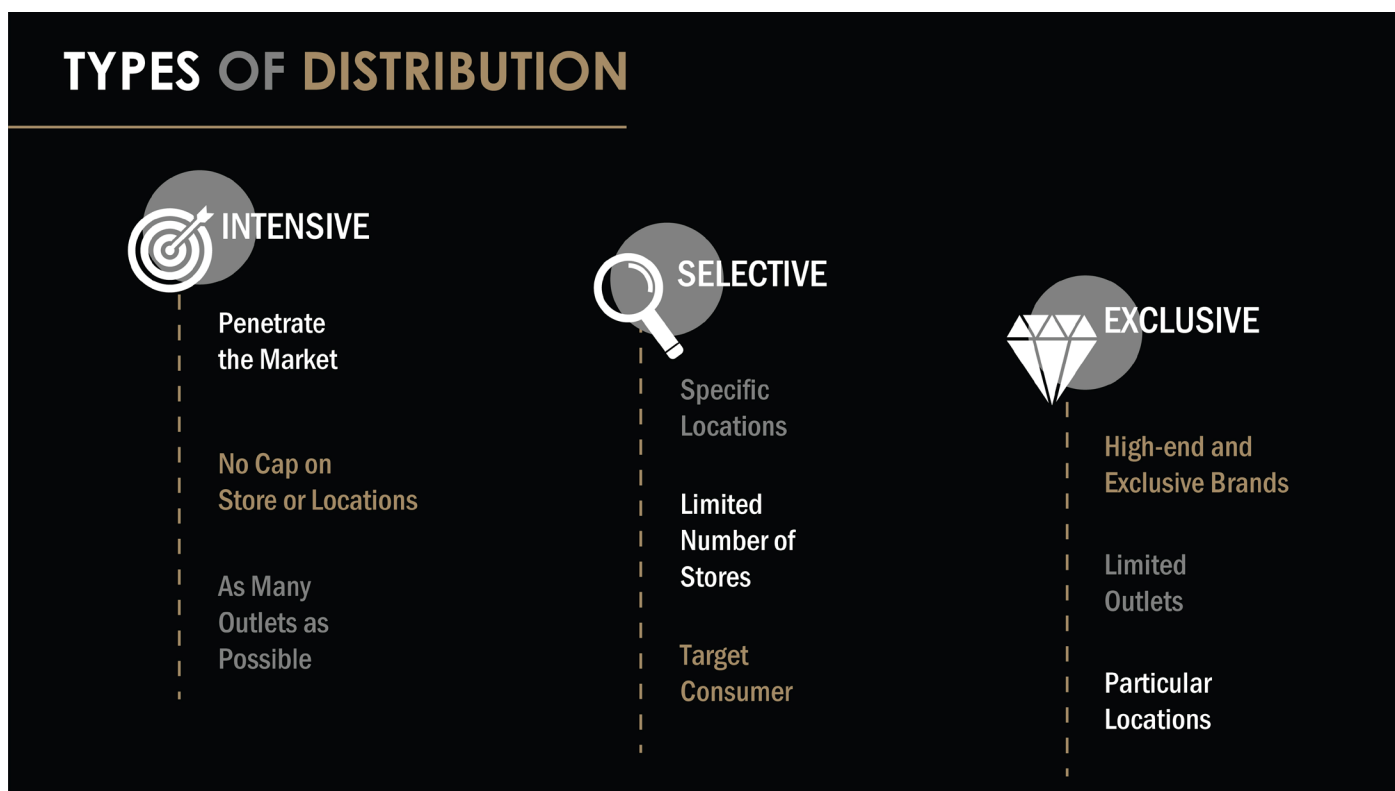 TYPES OF DISTRIBUTION
INTENSIVE
Penetrate
the Market
No Cap on
Store or Locations
As Many
Outlets as
Possible
SELECTIVE
Specific
Locations
Limited
Number of
Stores
Target
Consumer
EXCLUSIVE
High-end and
Exclusive Brands
Limited
Outlets
Particular
Locations